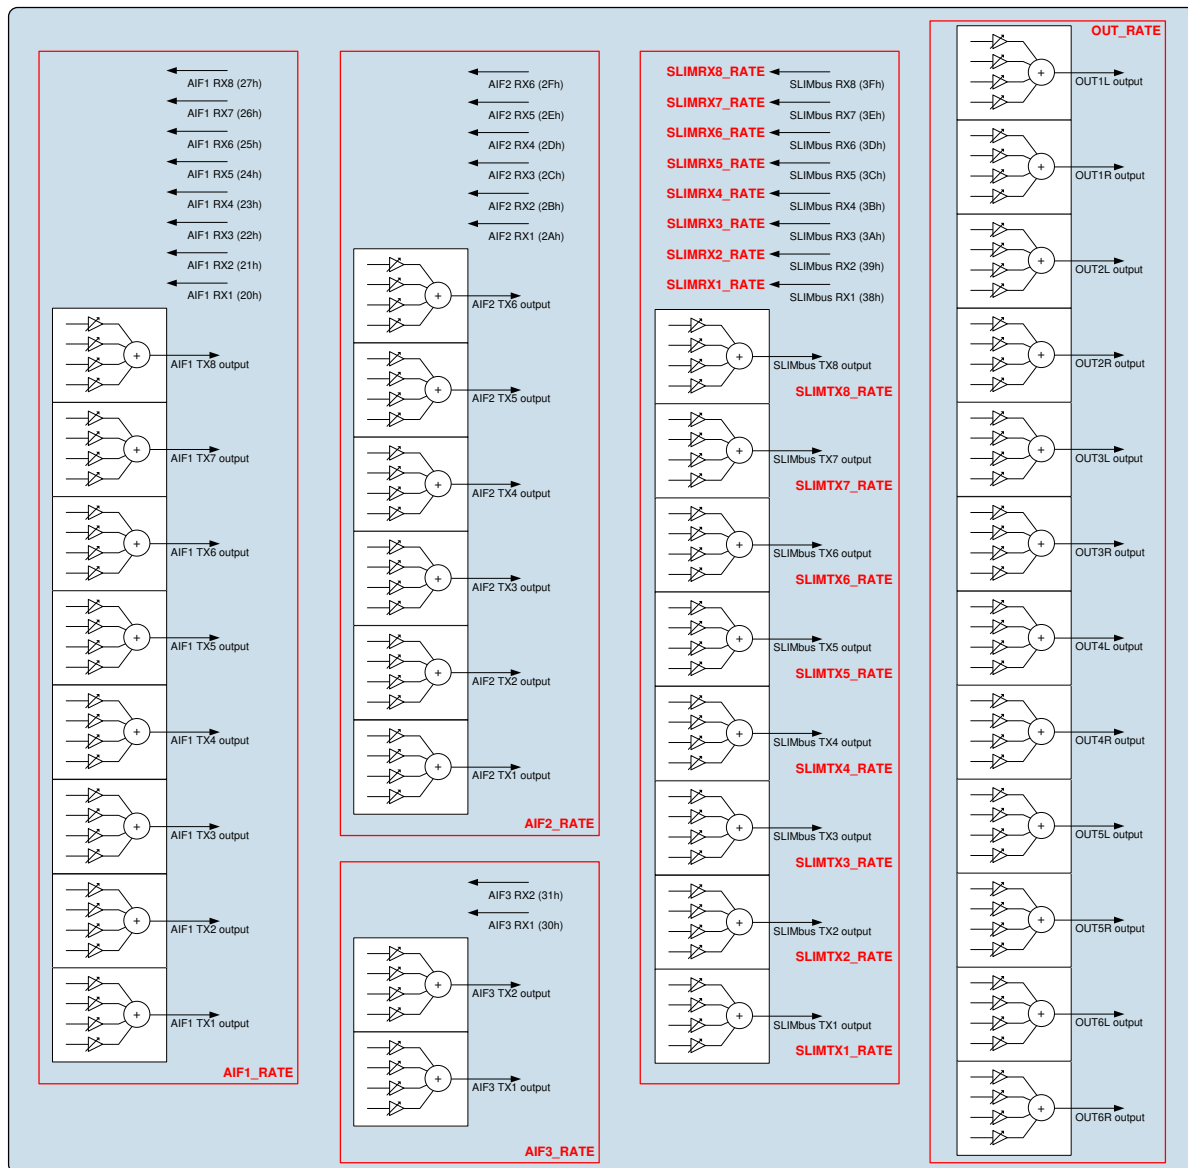 AIF1 RX8 (27h)
AIF1 RX7 (26h)
AIF1 RX6 (25h)
AIF1 RX5 (24h)
AIF1 RX4 (23h)
AIF1 RX3 (22h)
AIF1 RX2 (21h)
AIF1 RX1 (20h)
+
AIF1 TX8 output
+
AIF1 TX7 output
+
AIF1 TX6 output
+
AIF1 TX5 output
+
AIF1 TX4 output
+
AIF1 TX3 output
+
AIF1 TX2 output
+
AIF1 TX1 output
AIF1_RATE
AIF2 RX6 (2Fh)
AIF2 RX5 (2Eh)
AIF2 RX4 (2Dh)
AIF2 RX3 (2Ch)
AIF2 RX2 (2Bh)
AIF2 RX1 (2Ah)
+
AIF2 TX6 output
+
AIF2 TX5 output
+
AIF2 TX4 output
+
AIF2 TX3 output
+
AIF2 TX2 output
+
AIF2 TX1 output
AIF2_RATE
AIF3 RX2 (31h)
AIF3 RX1 (30h)
+
AIF3 TX2 output
+
AIF3 TX1 output
AIF3_RATE
SLIMRX8_RATE
SLIMbus RX8 (3Fh)
SLIMRX7_RATE
SLIMbus RX7 (3Eh)
SLIMRX6_RATE
SLIMbus RX6 (3Dh)
SLIMRX5_RATE
SLIMbus RX5 (3Ch)
SLIMRX4_RATE
SLIMbus RX4 (3Bh)
SLIMRX3_RATE
SLIMbus RX3 (3Ah)
SLIMRX2_RATE
SLIMbus RX2 (39h)
SLIMRX1_RATE
SLIMbus RX1 (38h)
+
SLIMbus TX8 output
SLIMTX8_RATE
+
SLIMbus TX7 output
SLIMTX7_RATE
+
SLIMbus TX6 output
SLIMTX6_RATE
+
SLIMbus TX5 output
SLIMTX5_RATE
+
SLIMbus TX4 output
SLIMTX4_RATE
+
SLIMbus TX3 output
SLIMTX3_RATE
+
SLIMbus TX2 output
SLIMTX2_RATE
+
SLIMbus TX1 output
SLIMTX1_RATE
OUT_RATE
+
OUT1L output
+
OUT1R output
+
OUT2L output
+
OUT2R output
+
OUT3L output
+
OUT3R output
+
OUT4L output
+
OUT4R output
+
OUT5L output
+
OUT5R output
+
OUT6L output
+
OUT6R output